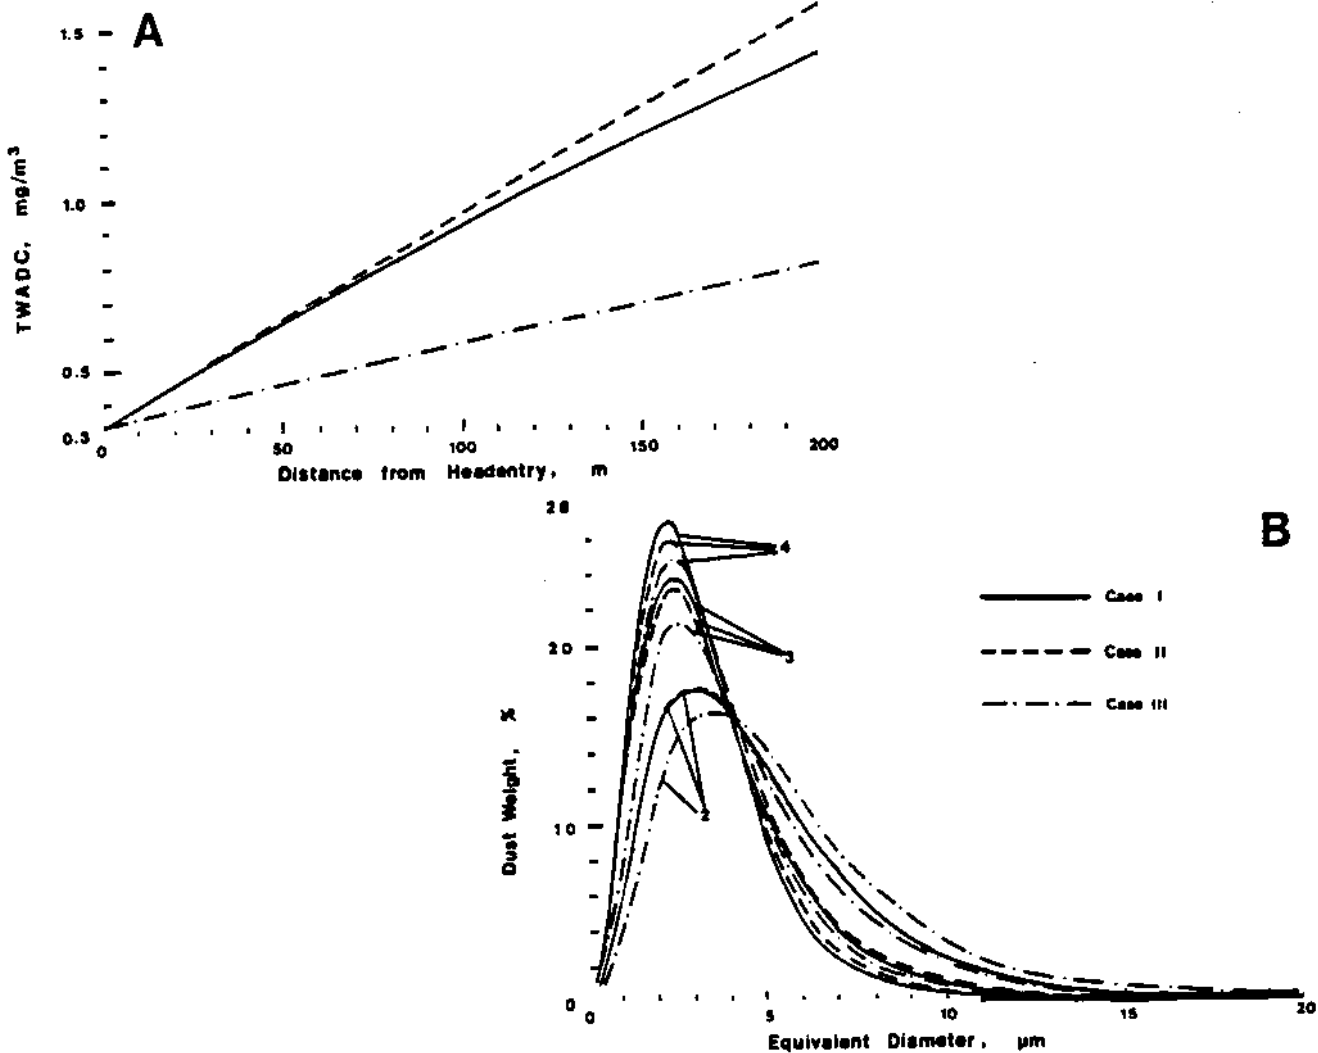 A
1.5
1.0
0.5
0.3
TWADC, mg/m³
0 50 100 150 200
Distance from Headentry, m
B
28
20
10
0
Dust Weight, %
4
3
2
Case I
Case II
Case III
0 5 10 15 20
Equivalent Diameter, µm